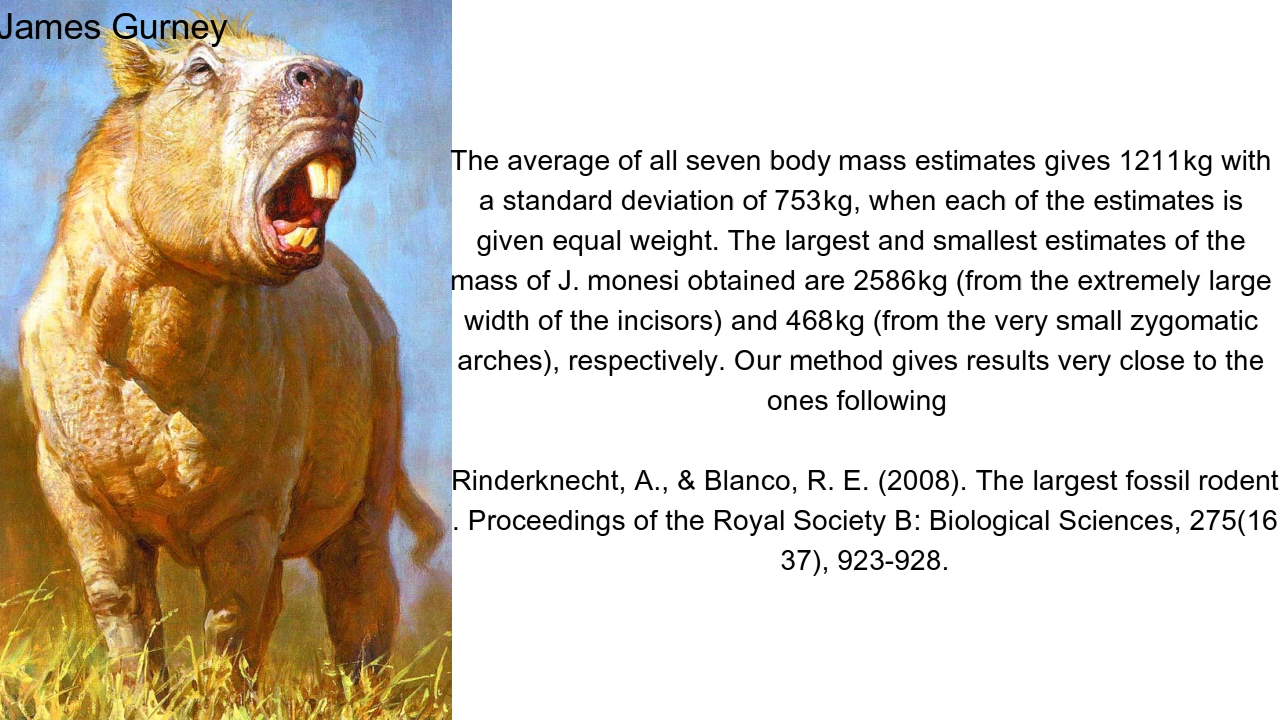 James Gurney
The average of all seven body mass estimates gives 1211kg with
a standard deviation of 753kg, when each of the estimates is
given equal weight. The largest and smallest estimates of the
mass of J. monesi obtained are 2586kg (from the extremely large
width of the incisors) and 468kg (from the very small zygomatic
arches), respectively. Our method gives results very close to the
ones following
Rinderknecht, A., & Blanco, R. E. (2008). The largest fossil rodent
. Proceedings of the Royal Society B: Biological Sciences, 275(16
37), 923-928.